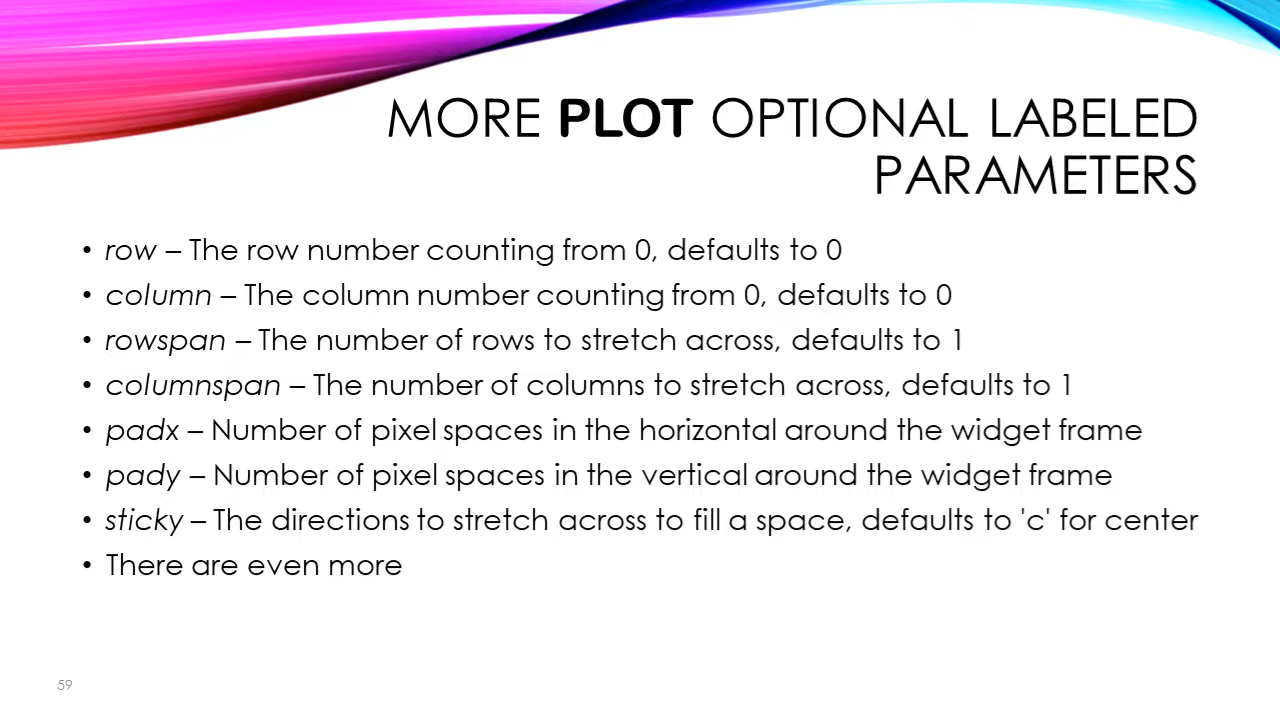 MORE PLOT OPTIONAL LABELED
PARAMETERS
• row – The row number counting from 0, defaults to 0
• column – The column number counting from 0, defaults to 0
• rowspan – The number of rows to stretch across, defaults to 1
• columnspan – The number of columns to stretch across, defaults to 1
• padx – Number of pixel spaces in the horizontal around the widget frame
• pady – Number of pixel spaces in the vertical around the widget frame
• sticky – The directions to stretch across to fill a space, defaults to 'c' for center
• There are even more
59